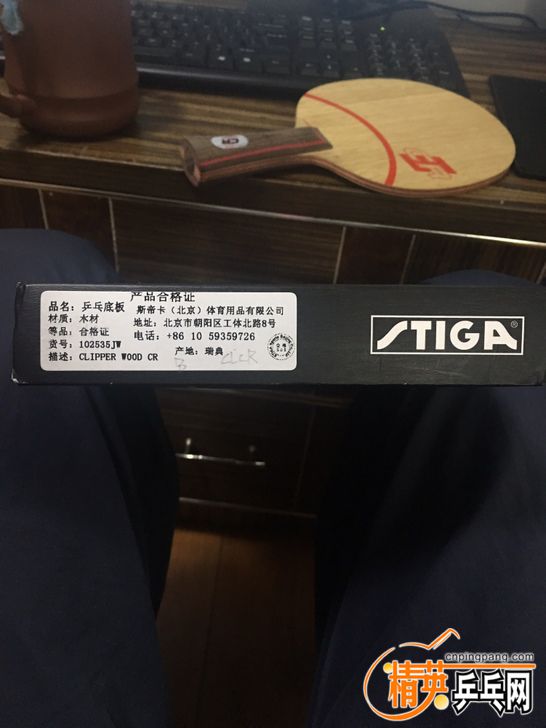 产品合格证
品名: 乒乓底板 斯帝卡（北京）体育用品有限公司
材质: 木材 地址: 北京市朝阳区工体北路8号
等品: 合格证 电话: +86 10 59359726
货号: 102535JW 产地: 瑞典
描述: CLIPPER WOOD CR
CLCR
STIGA®
cnpingpang.com
精英乒乓网